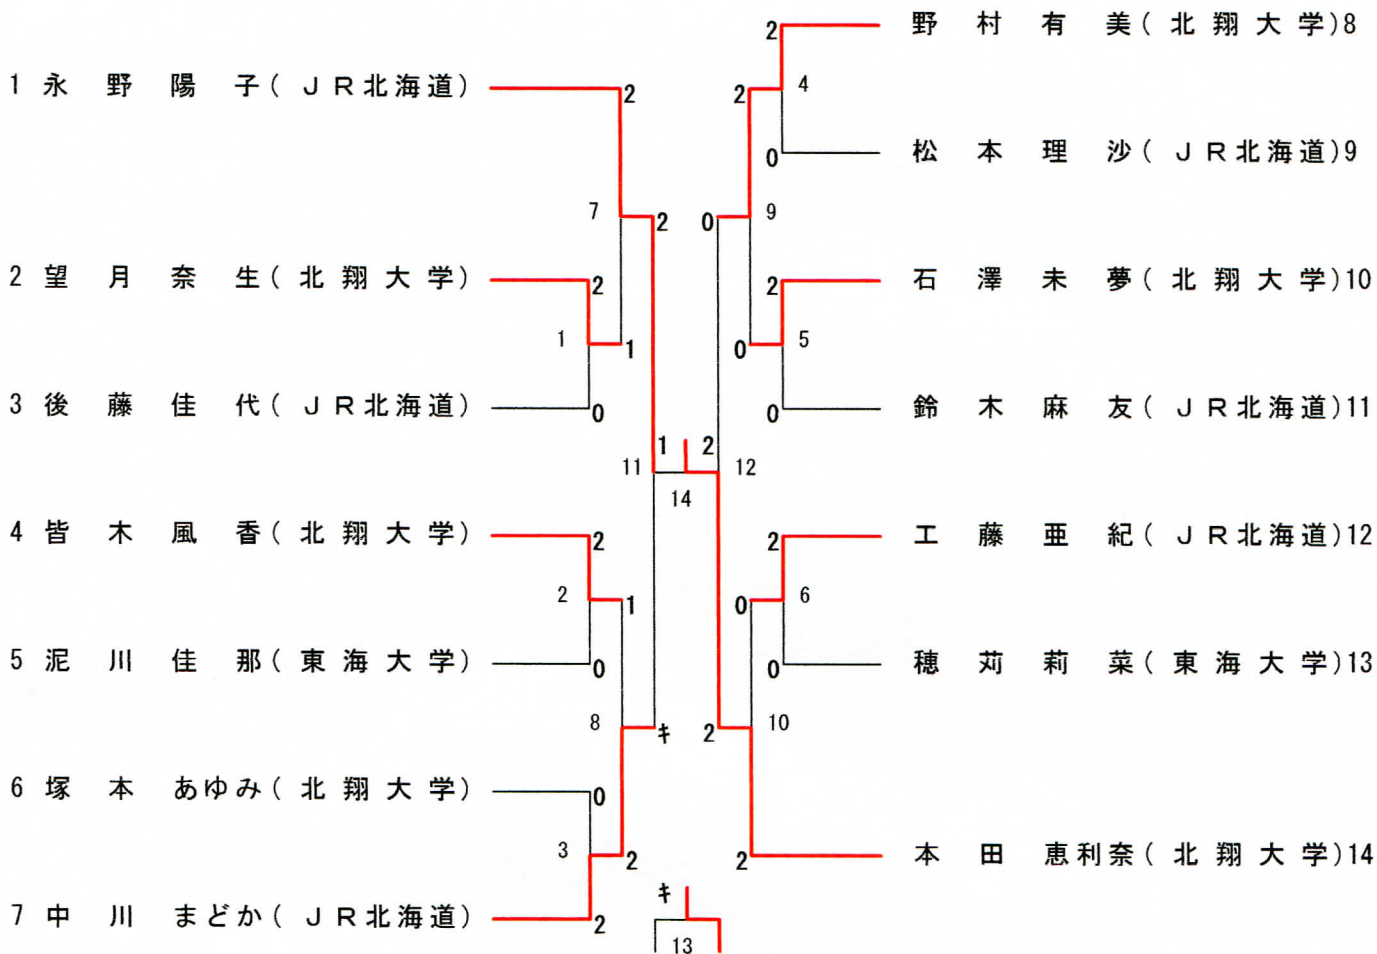 野村有美(北翔大学)8
2
1 永野陽子(JR北海道)
2
2
4
0
松本理沙(JR北海道)9
7
2
0
9
2 望月奈生(北翔大学)
2
2
石澤未夢(北翔大学)10
1
1
0
5
3 後藤佳代(JR北海道)
0
0
鈴木麻友(JR北海道)11
1
2
11
12
14
4 皆木風香(北翔大学)
2
2
工藤亜紀(JR北海道)12
2
1
0
6
5 泥川佳那(東海大学)
0
0
穂苅莉菜(東海大学)13
8
キ
2
10
6 塚本あゆみ(北翔大学)
0
3
2
2
本田恵利奈(北翔大学)14
キ
7 中川まどか(JR北海道)
2
13